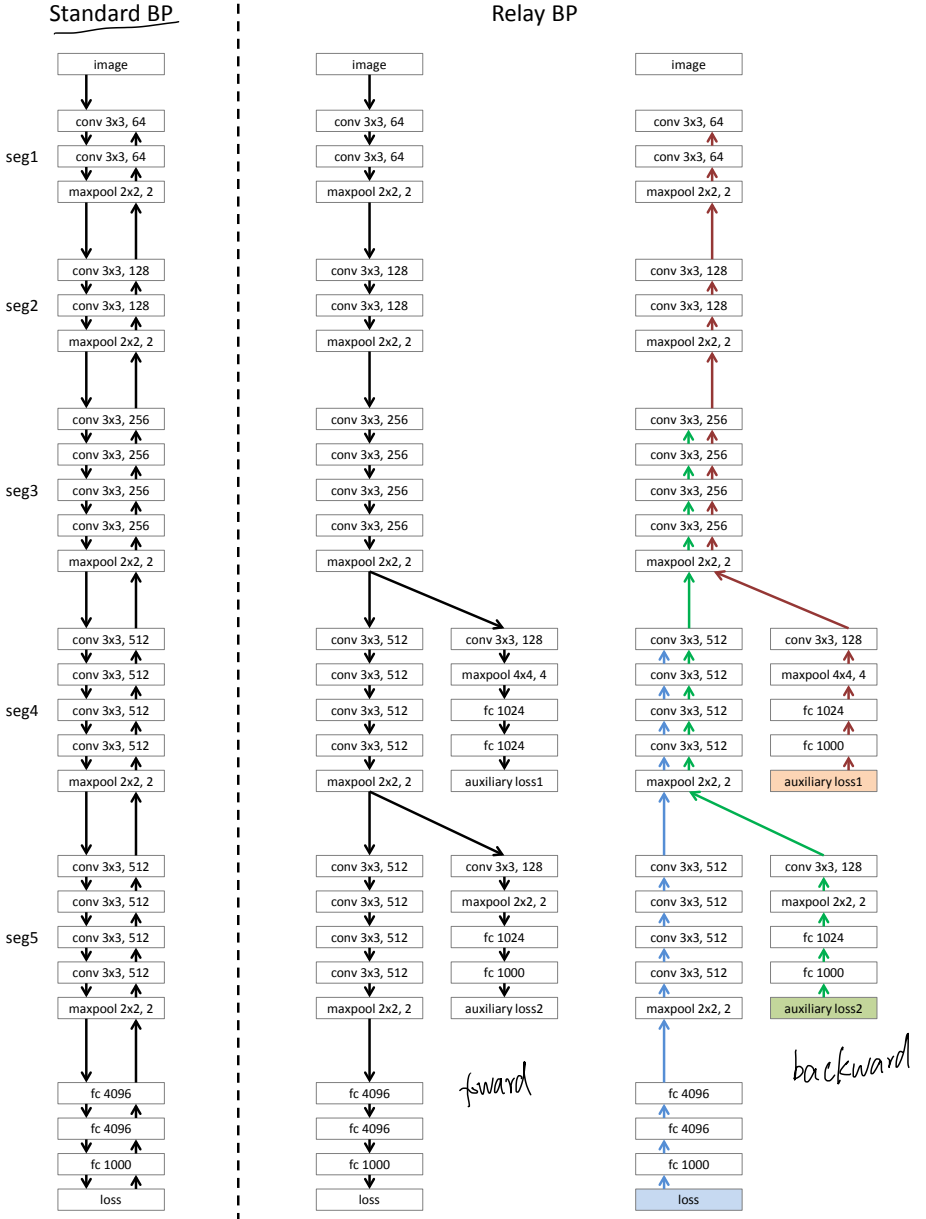 Standard BP
Relay BP
image
conv 3x3, 64
seg1
conv 3x3, 64
maxpool 2x2, 2
conv 3x3, 128
seg2
conv 3x3, 128
maxpool 2x2, 2
conv 3x3, 256
conv 3x3, 256
seg3
conv 3x3, 256
conv 3x3, 256
maxpool 2x2, 2
conv 3x3, 512
conv 3x3, 512
seg4
conv 3x3, 512
conv 3x3, 512
maxpool 2x2, 2
conv 3x3, 512
conv 3x3, 512
seg5
conv 3x3, 512
conv 3x3, 512
maxpool 2x2, 2
fc 4096
fc 4096
fc 1000
loss
image
conv 3x3, 64
conv 3x3, 64
maxpool 2x2, 2
conv 3x3, 128
conv 3x3, 128
maxpool 2x2, 2
conv 3x3, 256
conv 3x3, 256
conv 3x3, 256
conv 3x3, 256
maxpool 2x2, 2
conv 3x3, 512
conv 3x3, 512
conv 3x3, 512
conv 3x3, 512
maxpool 2x2, 2
conv 3x3, 512
conv 3x3, 512
conv 3x3, 512
conv 3x3, 512
maxpool 2x2, 2
fc 4096
fc 4096
fc 1000
loss
conv 3x3, 128
maxpool 4x4, 4
fc 1024
fc 1024
auxiliary loss1
conv 3x3, 128
maxpool 2x2, 2
fc 1024
fc 1000
auxiliary loss2
foward
image
conv 3x3, 64
conv 3x3, 64
maxpool 2x2, 2
conv 3x3, 128
conv 3x3, 128
maxpool 2x2, 2
conv 3x3, 256
conv 3x3, 256
conv 3x3, 256
conv 3x3, 256
maxpool 2x2, 2
conv 3x3, 512
conv 3x3, 512
conv 3x3, 512
conv 3x3, 512
maxpool 2x2, 2
conv 3x3, 512
conv 3x3, 512
conv 3x3, 512
conv 3x3, 512
maxpool 2x2, 2
fc 4096
fc 4096
fc 1000
loss
conv 3x3, 128
maxpool 4x4, 4
fc 1024
fc 1000
auxiliary loss1
conv 3x3, 128
maxpool 2x2, 2
fc 1024
fc 1000
auxiliary loss2
backward